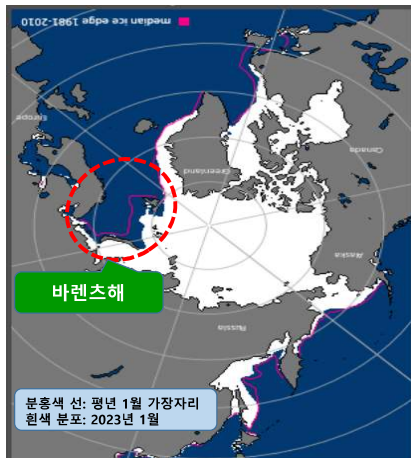 median ice edge 1981-2010
Europe
Greenland
Canada
Alaska
바렌츠해
Russia
분홍색 선: 평년 1월 가장자리
흰색 분포: 2023년 1월